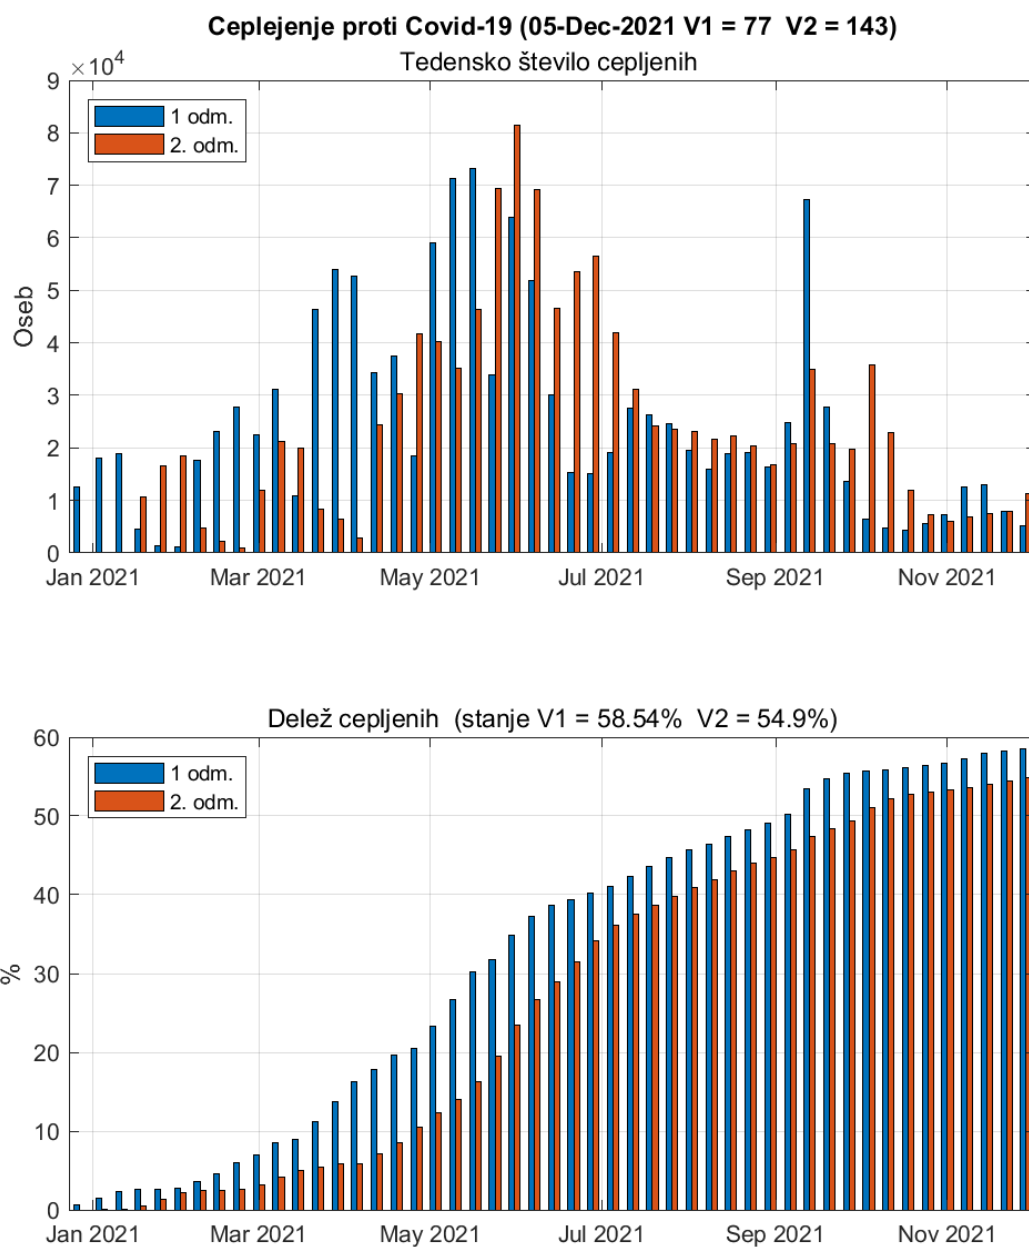 Ceplejenje proti Covid-19 (05-Dec-2021 V1 = 77  V2 = 143)
Tedensko število cepljenih
×10⁴
1 odm.
2. odm.
Oseb
9
8
7
6
5
4
3
2
1
0
Jan 2021 Mar 2021 May 2021 Jul 2021 Sep 2021 Nov 2021
Delež cepljenih  (stanje V1 = 58.54%  V2 = 54.9%)
1 odm.
2. odm.
%
60
50
40
30
20
10
0
Jan 2021 Mar 2021 May 2021 Jul 2021 Sep 2021 Nov 2021